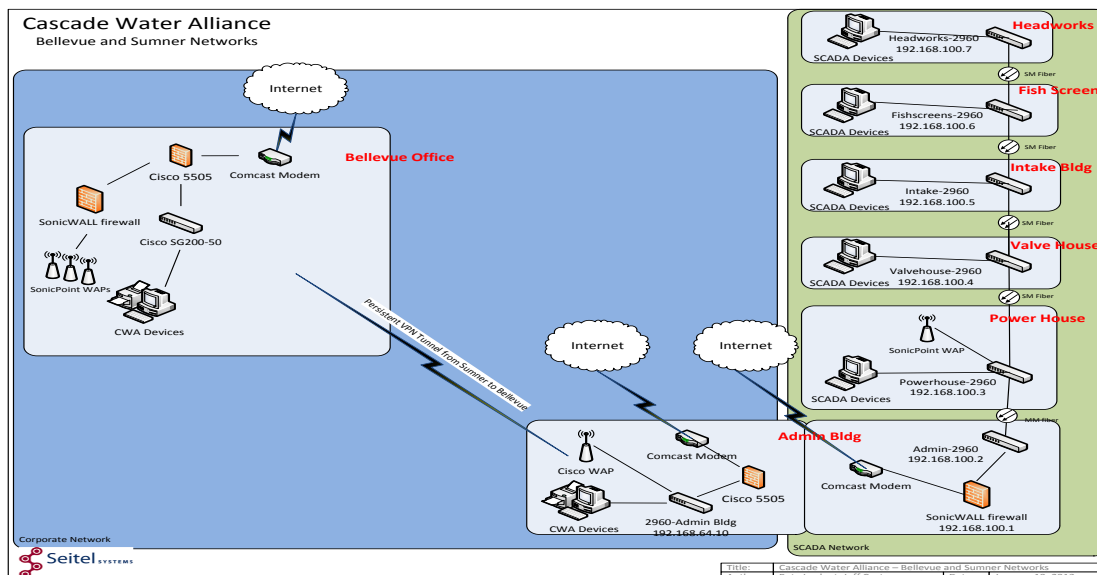 Cascade Water Alliance
Bellevue and Sumner Networks
Internet
Bellevue Office
Cisco 5505
Comcast Modem
SonicWALL firewall
Cisco SG200-50
SonicPoint WAPs
CWA Devices
Persistent VPN Tunnel from Sumner to Bellevue
Internet
Internet
Admin Bldg
Cisco WAP
Comcast Modem
Cisco 5505
CWA Devices
2960-Admin Bldg
192.168.64.10
Corporate Network
Seitel SYSTEMS
Headworks
Headworks-2960
192.168.100.7
SCADA Devices
SM Fiber
Fish Screen
Fishscreens-2960
192.168.100.6
SCADA Devices
SM Fiber
Intake Bldg
Intake-2960
192.168.100.5
SCADA Devices
SM Fiber
Valve House
Valvehouse-2960
192.168.100.4
SCADA Devices
SM Fiber
Power House
SonicPoint WAP
Powerhouse-2960
192.168.100.3
SCADA Devices
MM fiber
Admin-2960
192.168.100.2
Comcast Modem
SonicWALL firewall
192.168.100.1
SCADA Network
Title: Cascade Water Alliance – Bellevue and Sumner Networks